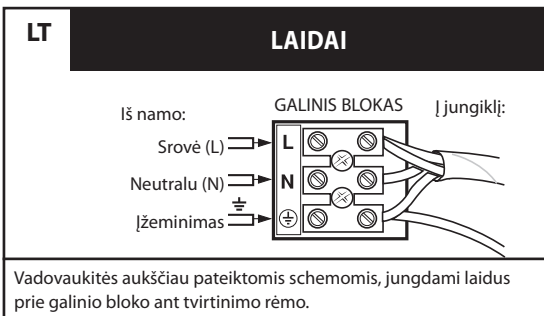 LT
LAIDAI
Iš namo:
GALINIS BLOKAS
Į jungiklį:
Srovė (L)
L
Neutralu (N)
N
Įžeminimas
Vadovaukitės aukščiau pateiktomis schemomis, jungdami laidus
prie galinio bloko ant tvirtinimo rėmo.